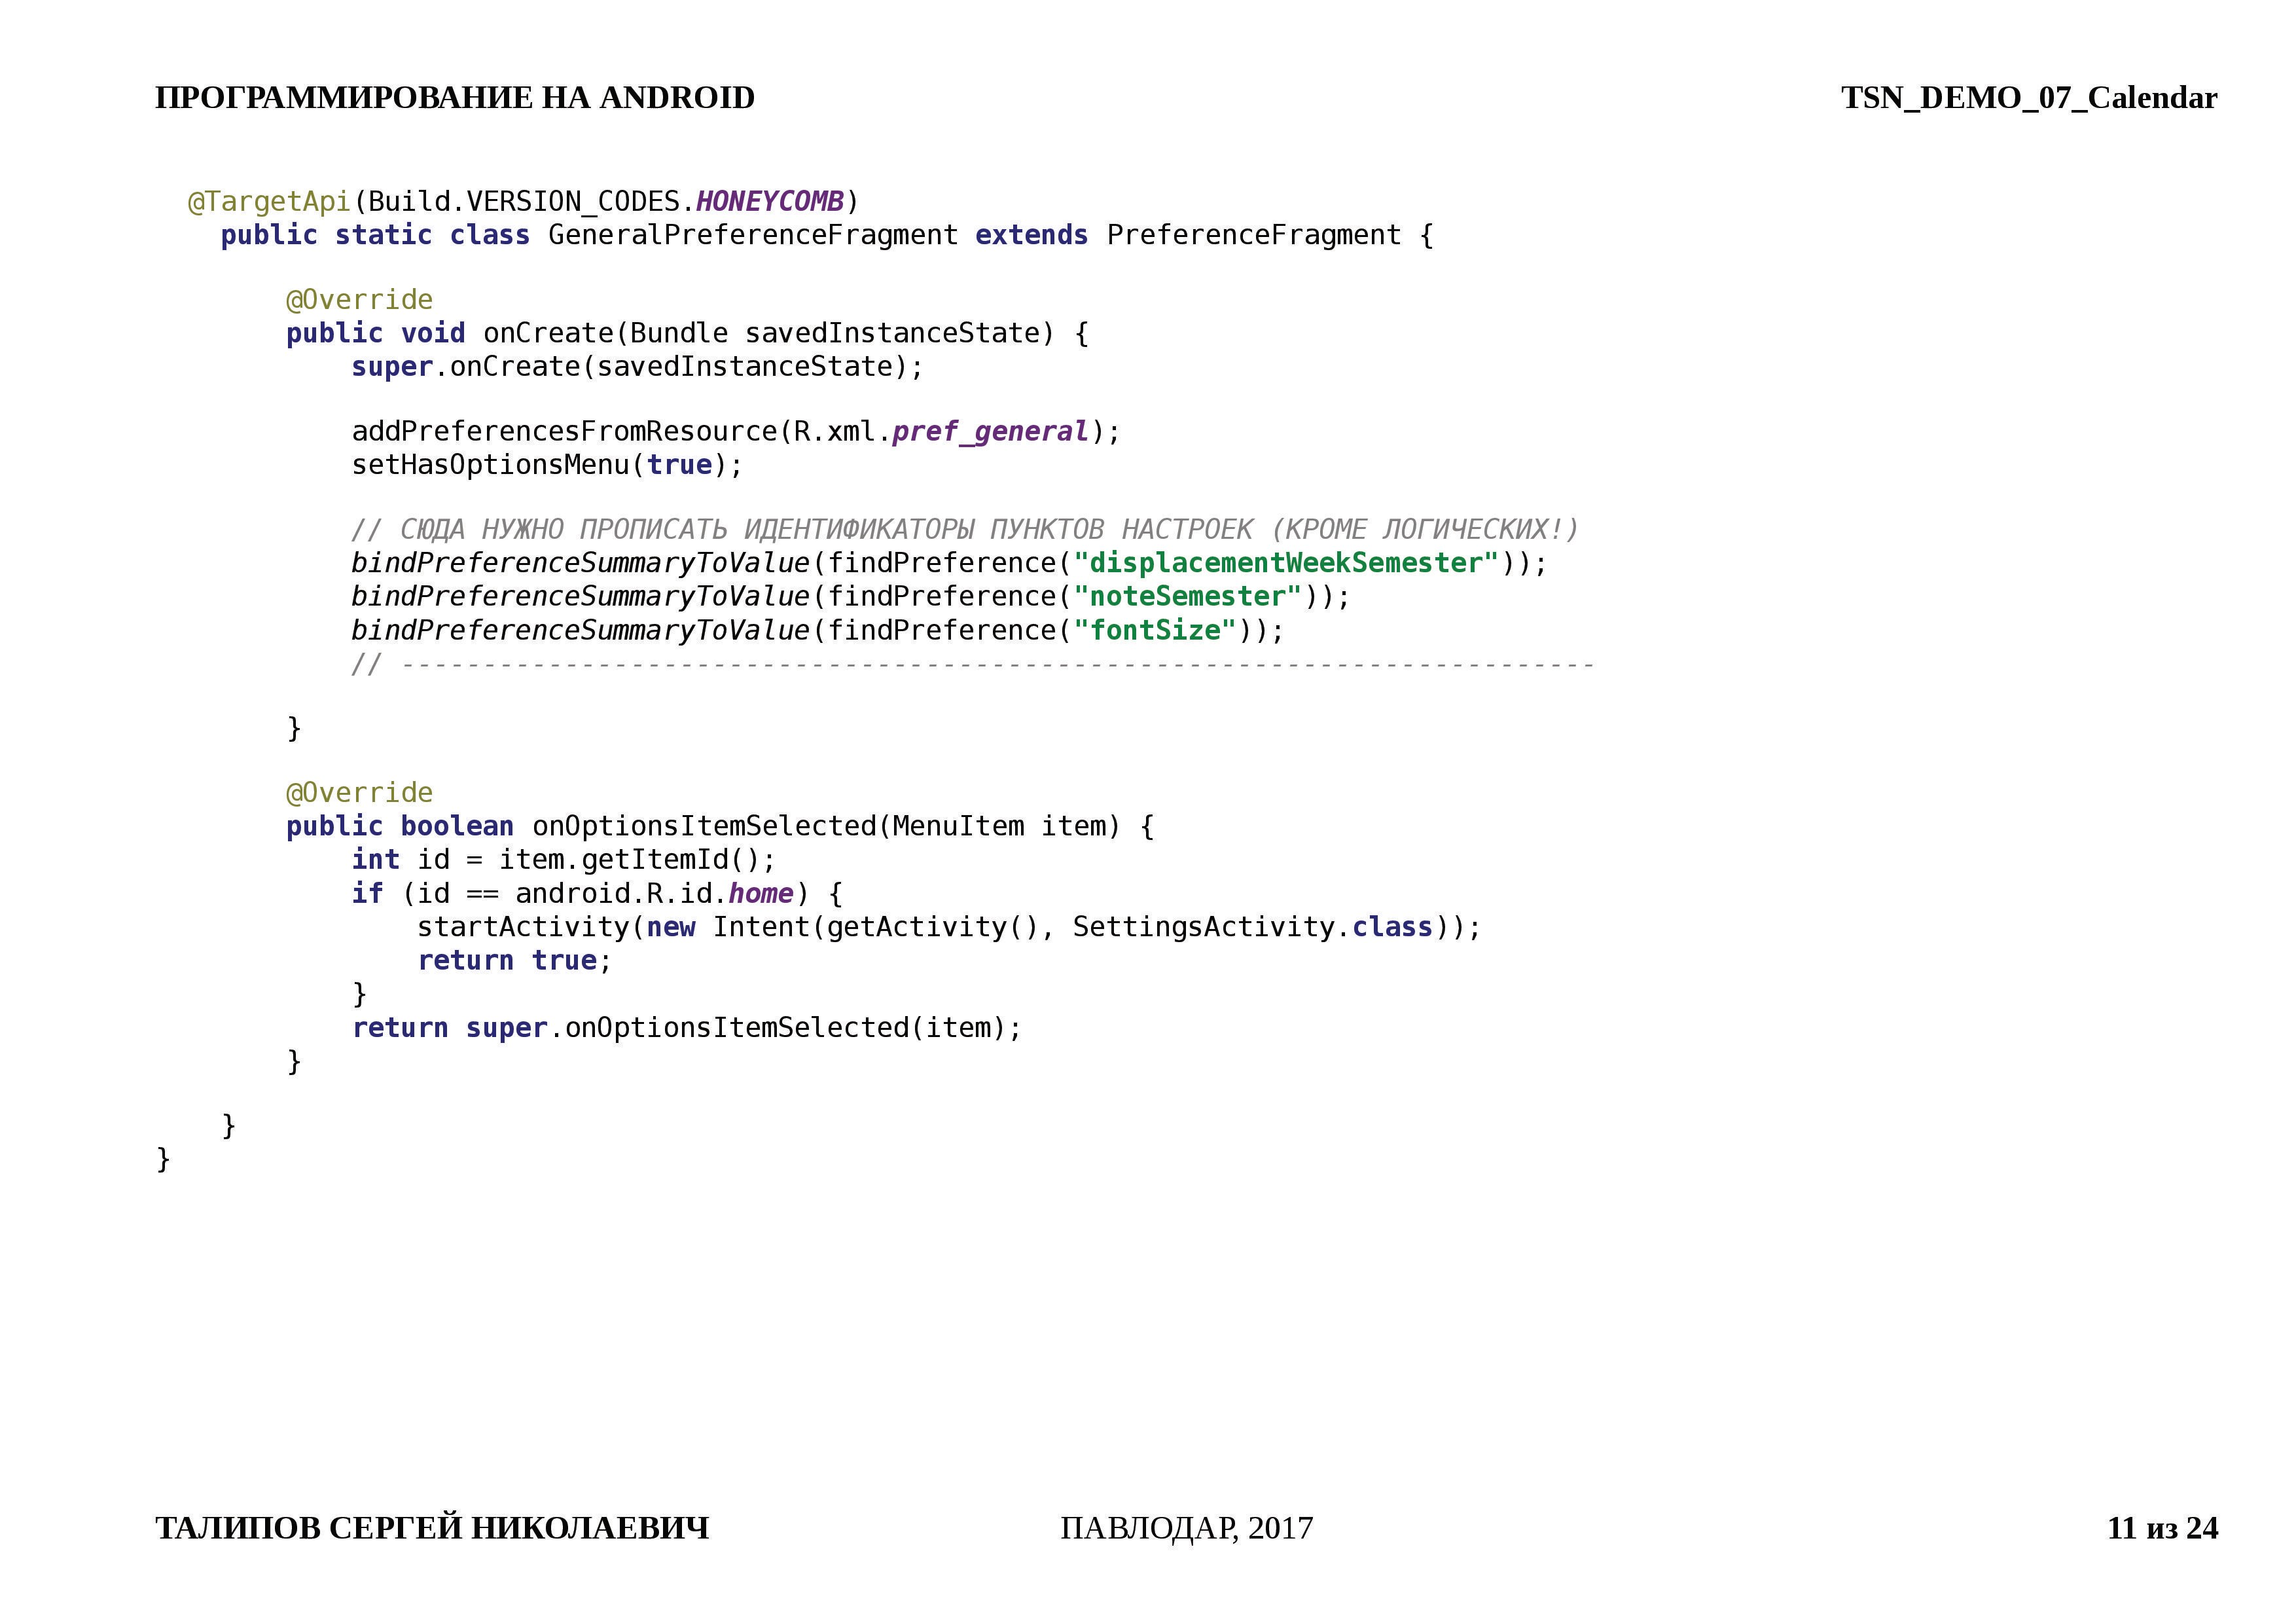 ПРОГРАММИРОВАНИЕ НА ANDROID TSN_DEMO_07_Calendar
@TargetApi(Build.VERSION_CODES.HONEYCOMB)
public static class GeneralPreferenceFragment extends PreferenceFragment {
@Override
public void onCreate(Bundle savedInstanceState) {
super.onCreate(savedInstanceState);
addPreferencesFromResource(R.xml.pref_general);
setHasOptionsMenu(true);
// СЮДА НУЖНО ПРОПИСАТЬ ИДЕНТИФИКАТОРЫ ПУНКТОВ НАСТРОЕК (КРОМЕ ЛОГИЧЕСКИХ!)
bindPreferenceSummaryToValue(findPreference("displacementWeekSemester"));
bindPreferenceSummaryToValue(findPreference("noteSemester"));
bindPreferenceSummaryToValue(findPreference("fontSize"));
// -------------------------------------------------------------------------
}
@Override
public boolean onOptionsItemSelected(MenuItem item) {
int id = item.getItemId();
if (id == android.R.id.home) {
startActivity(new Intent(getActivity(), SettingsActivity.class));
return true;
}
return super.onOptionsItemSelected(item);
}
}
}
ТАЛИПОВ СЕРГЕЙ НИКОЛАЕВИЧ ПАВЛОДАР, 2017 11 из 24